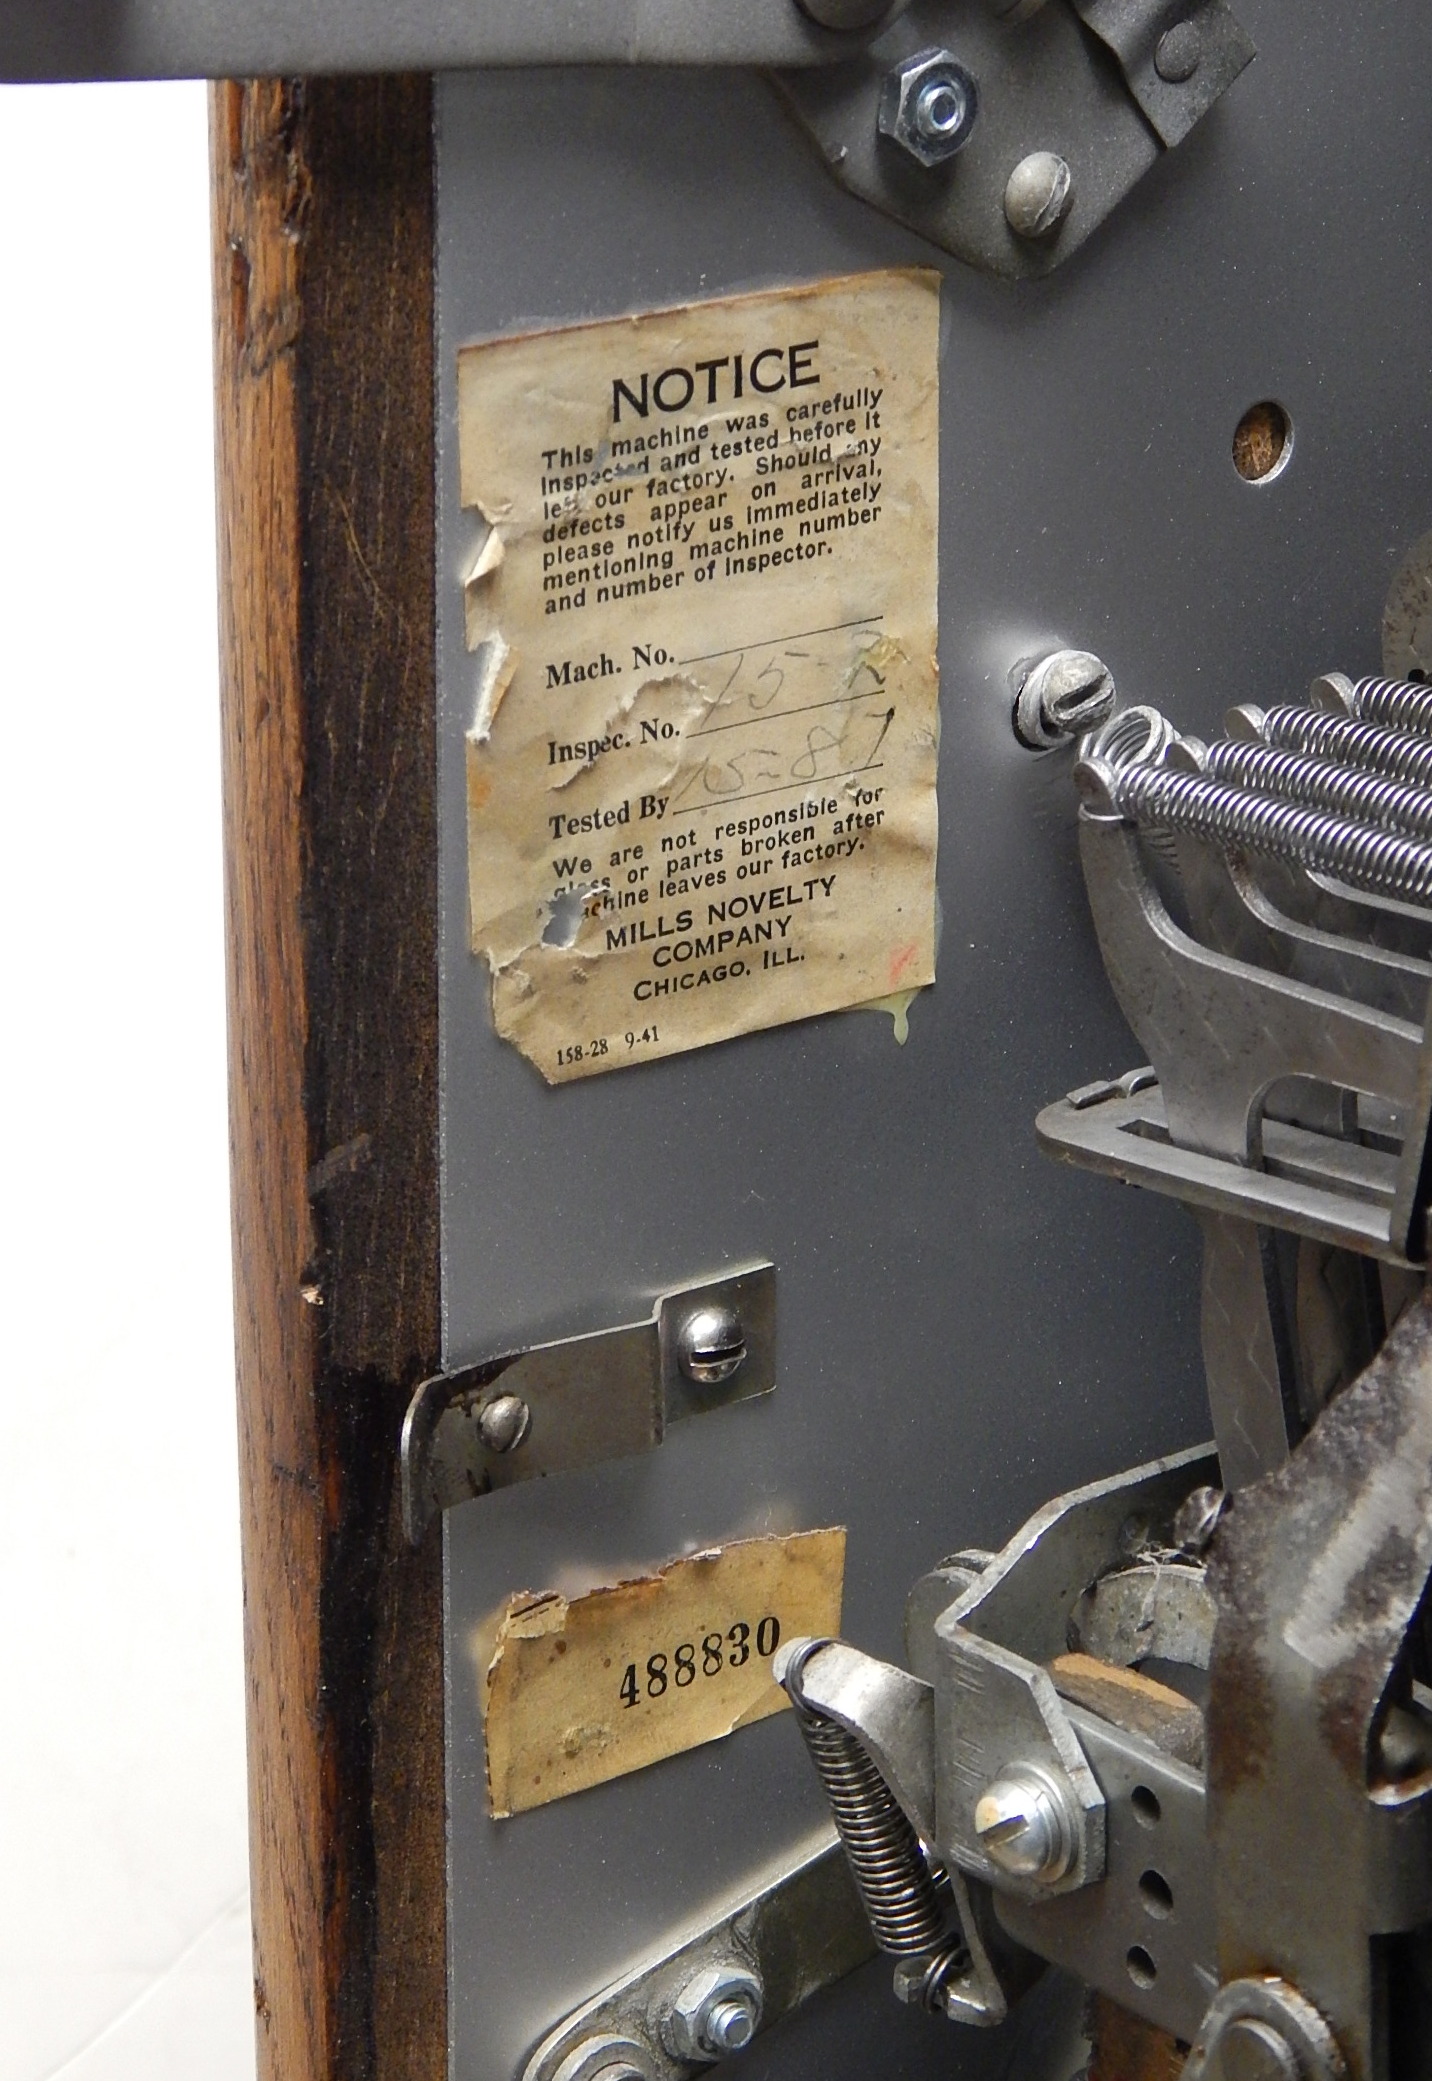 NOTICE
This machine was carefully
inspected and tested before it
left our factory. Should any
defects appear on arrival,
please notify us immediately
mentioning machine number
and number of inspector.
Mach. No.
Inspec. No. 15-R
Tested By 15-87
We are not responsible for
glass or parts broken after
machine leaves our factory.
MILLS NOVELTY
COMPANY
CHICAGO, ILL.
158-28 9-41
488830